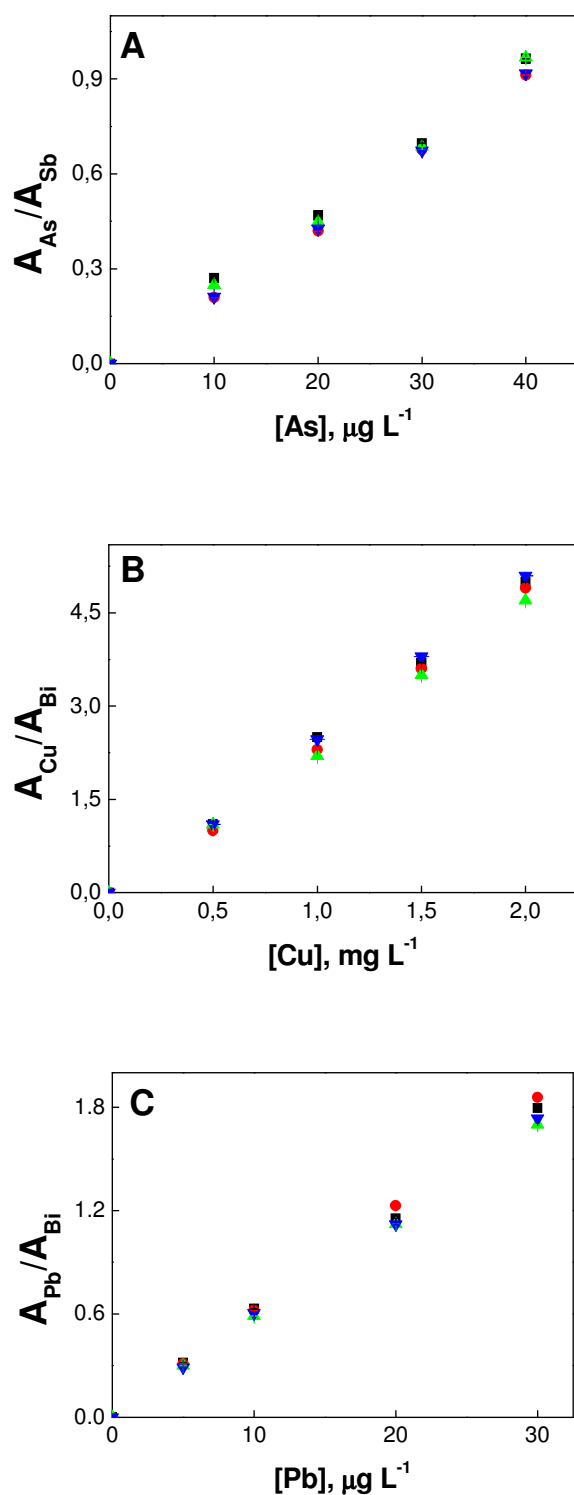 A
0,9
0,6
0,3
0,0
A_As/A_Sb
0 10 20 30 40
[As], μg L⁻¹
B
4,5
3,0
1,5
0,0
A_Cu/A_Bi
0,0 0,5 1,0 1,5 2,0
[Cu], mg L⁻¹
C
1.8
1.2
0.6
0.0
A_Pb/A_Bi
0 10 20 30
[Pb], μg L⁻¹